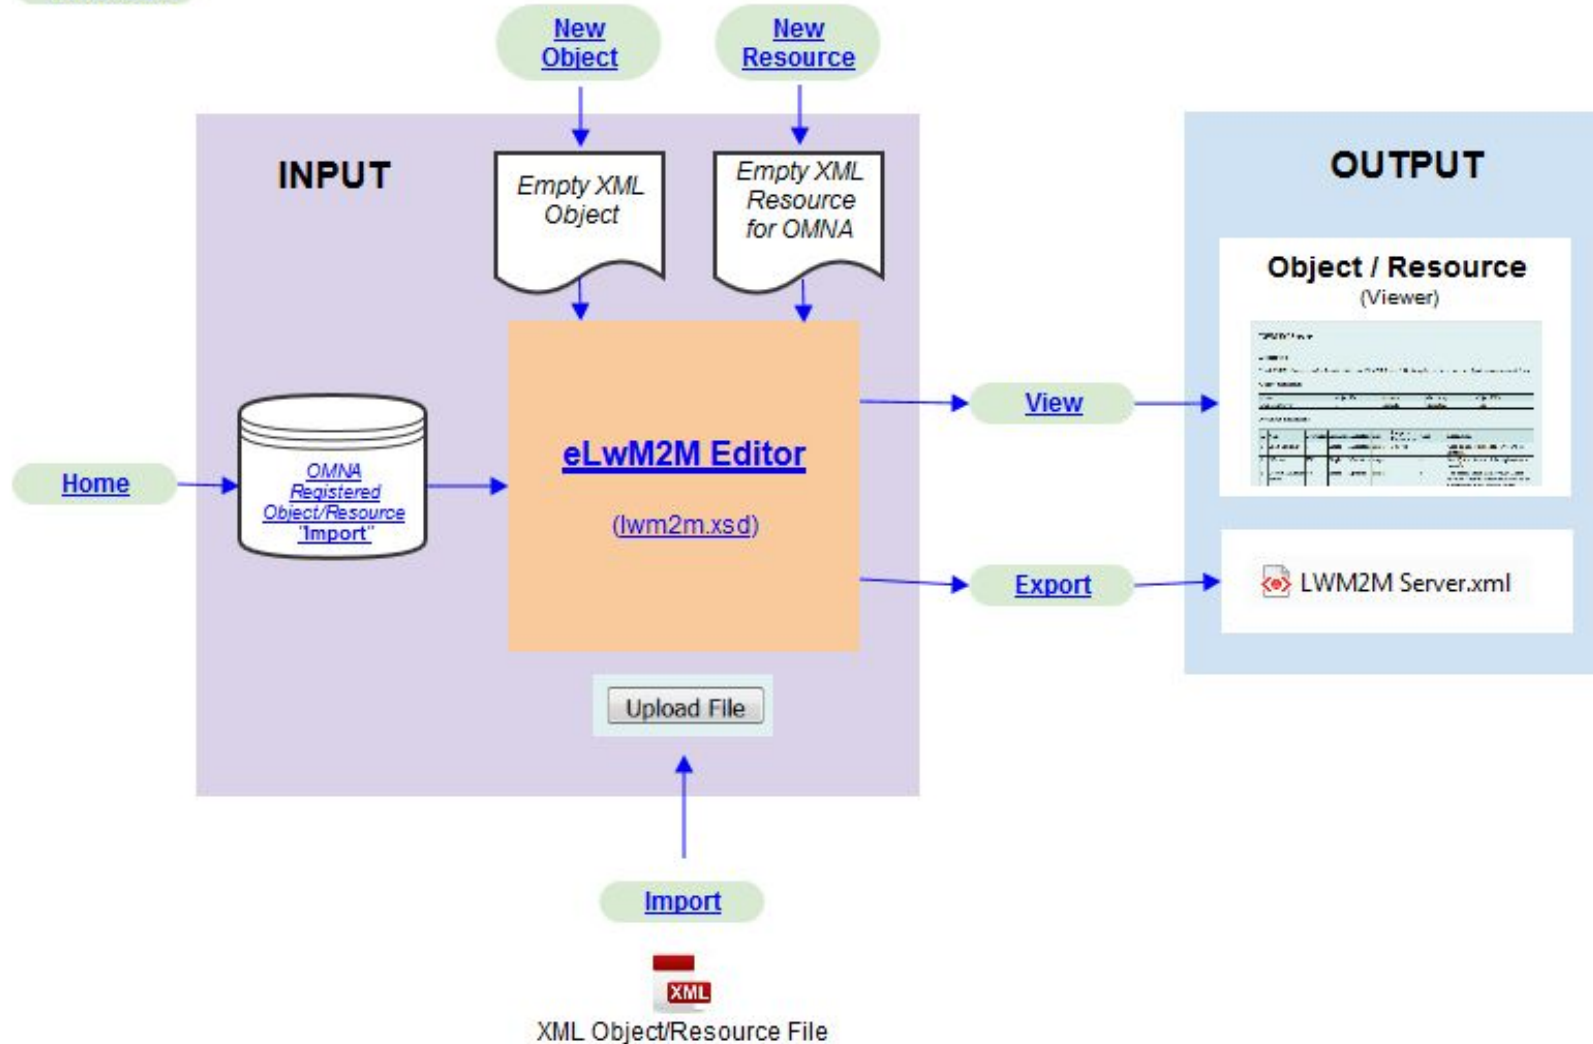 New
Object
New
Resource
INPUT
Empty XML
Object
Empty XML
Resource
for OMNA
OUTPUT
Object / Resource
(Viewer)
Home
OMNA
Registered
Object/Resource
"Import"
eLwM2M Editor
(lwm2m.xsd)
View
Export
LWM2M Server.xml
Upload File
Import
XML
XML Object/Resource File